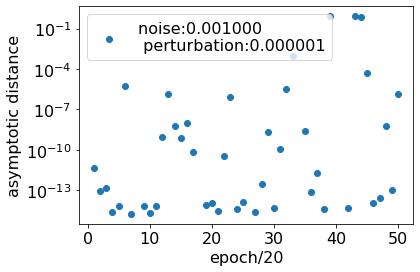 noise:0.001000
perturbation:0.000001
asymptotic distance
10⁻¹
10⁻⁴
10⁻⁷
10⁻¹⁰
10⁻¹³
0 10 20 30 40 50
epoch/20